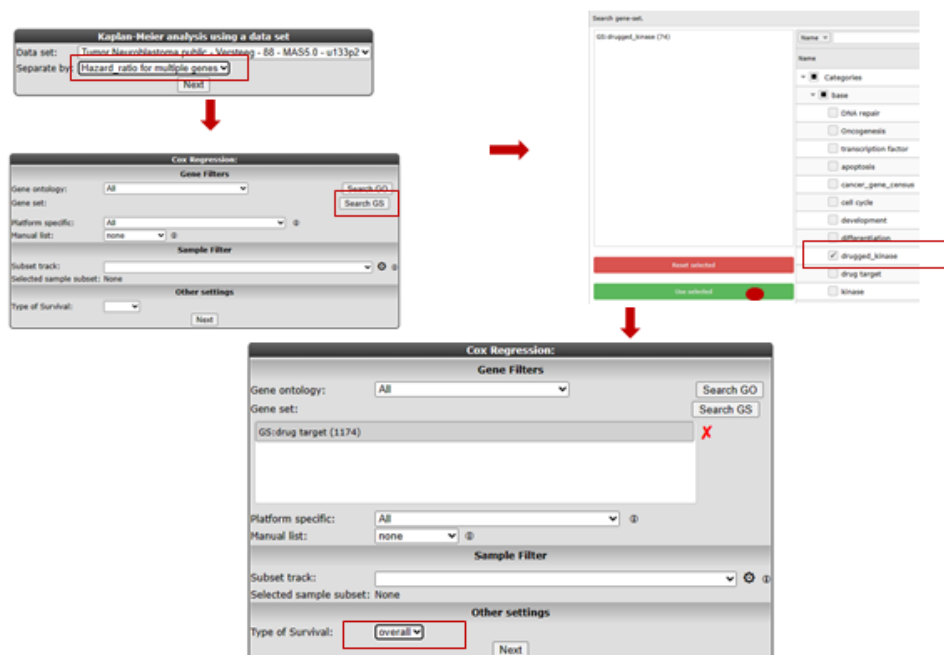 Kaplan-Meier analysis using a data set
Data set: Tumor Neuroblastoma public - Versteeg - 88 - MAS5.0 - u133p2
Separate by: Hazard_ratio for multiple genes
Next
Search gene-set.
GS:drugged_kinase (74)
Reset selected
Use selected
Name
Name
Categories
base
DNA repair
Oncogenesis
transcription factor
apoptosis
cancer_gene_census
cell cycle
development
differentiation
drugged_kinase
drug target
kinase
Cox Regression:
Gene Filters
Gene ontology: All Search GO
Gene set: Search GS
Platform specific: All
Manual list: none
Sample Filter
Subset track:
Selected sample subset: None
Other settings
Type of Survival:
Next
Cox Regression:
Gene Filters
Gene ontology: All Search GO
Gene set: Search GS
GS:drug target (1174)
Platform specific: All
Manual list: none
Sample Filter
Subset track:
Selected sample subset: None
Other settings
Type of Survival: overall
Next